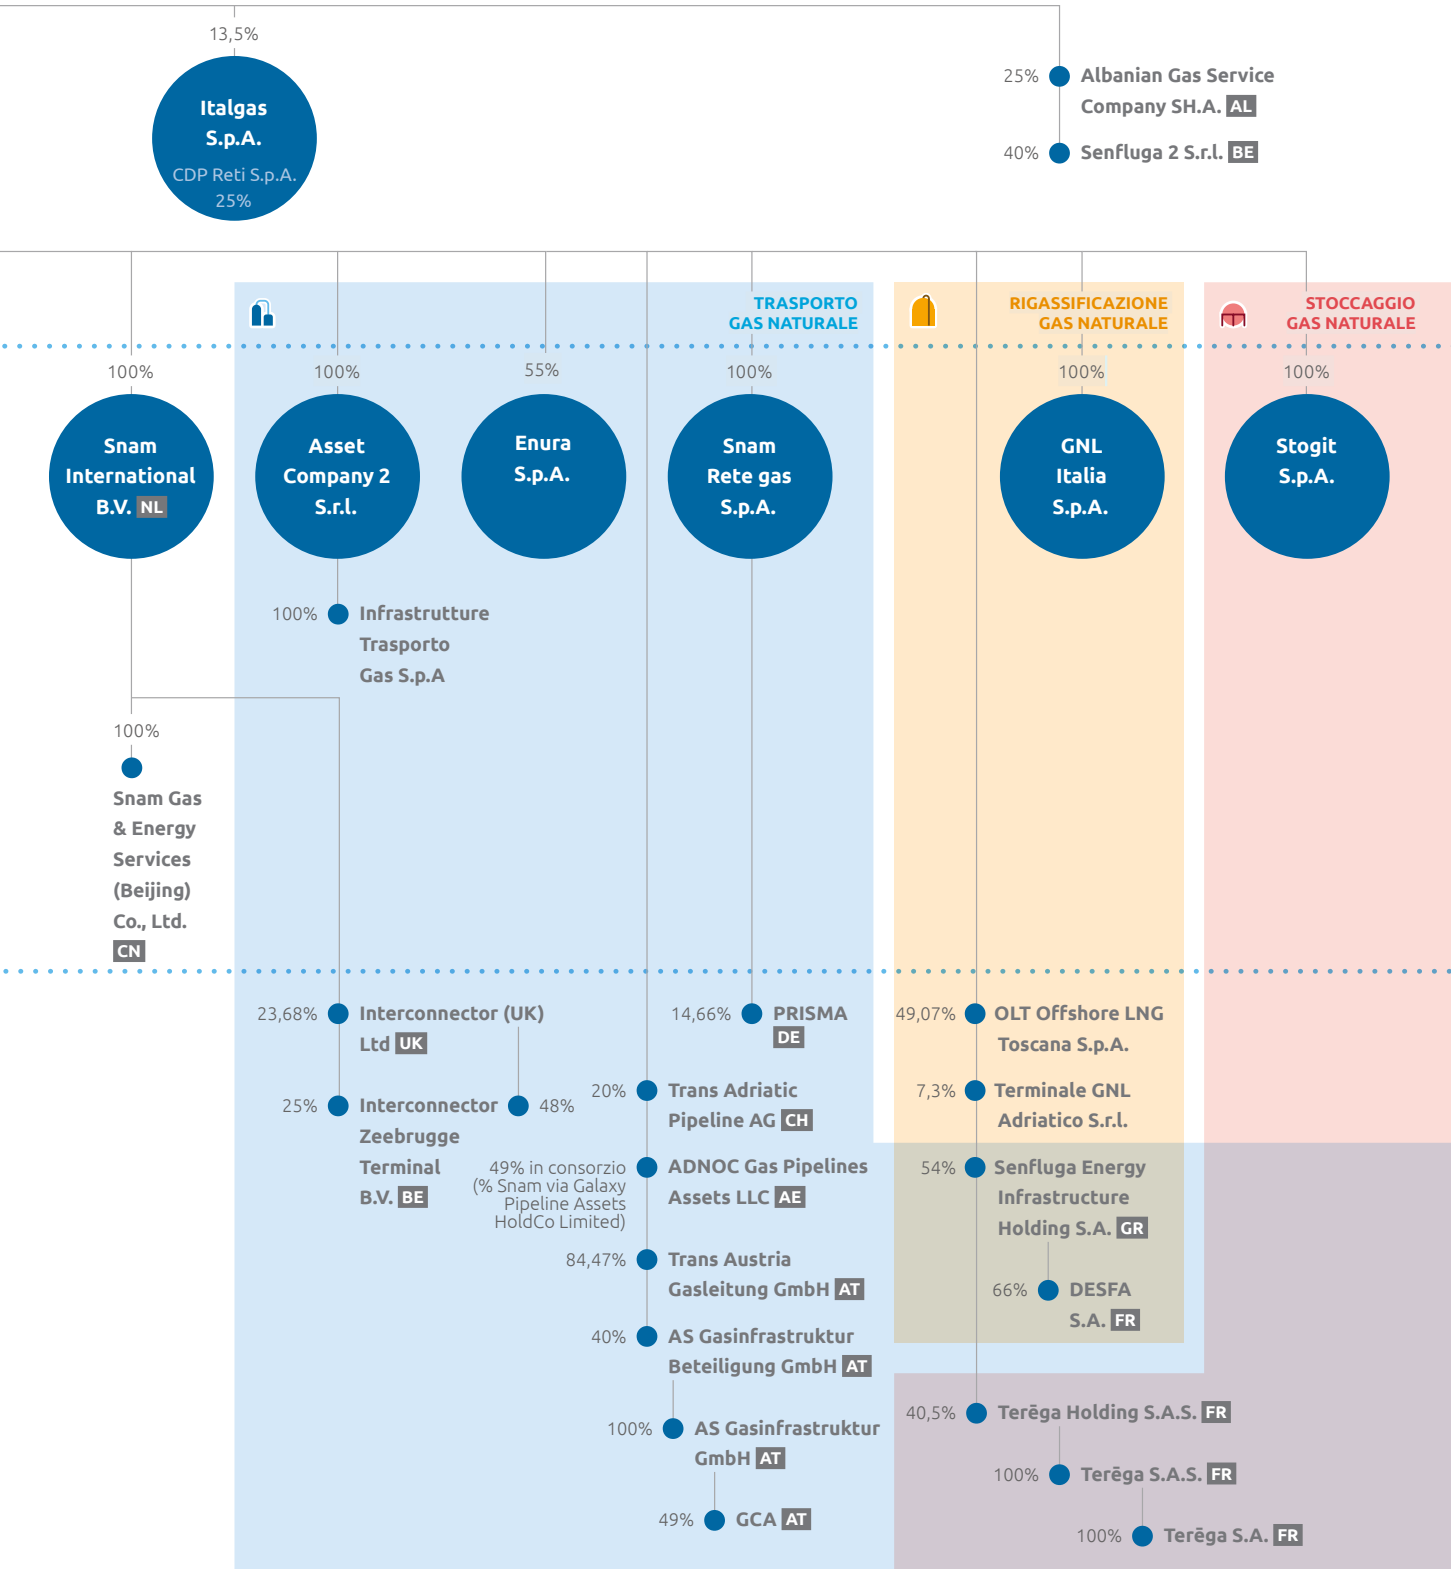 13,5%
Italgas
S.p.A.
CDP Reti S.p.A.
25%
25%
Albanian Gas Service
Company SH.A. AL
40%
Senfluga 2 S.r.l. BE
TRASPORTO
GAS NATURALE
RIGASSIFICAZIONE
GAS NATURALE
STOCCAGGIO
GAS NATURALE
100%
Snam
International
B.V. NL
100%
Asset
Company 2
S.r.l.
55%
Enura
S.p.A.
100%
Snam
Rete gas
S.p.A.
100%
GNL
Italia
S.p.A.
100%
Stogit
S.p.A.
100%
Infrastrutture
Trasporto
Gas S.p.A
100%
Snam Gas
& Energy
Services
(Beijing)
Co., Ltd.
CN
23,68%
Interconnector (UK)
Ltd UK
25%
Interconnector
Zeebrugge
Terminal
B.V. BE
48%
14,66%
PRISMA
DE
20%
Trans Adriatic
Pipeline AG CH
49% in consorzio
(% Snam via Galaxy
Pipeline Assets
HoldCo Limited)
ADNOC Gas Pipelines
Assets LLC AE
84,47%
Trans Austria
Gasleitung GmbH AT
40%
AS Gasinfrastruktur
Beteiligung GmbH AT
100%
AS Gasinfrastruktur
GmbH AT
49%
GCA AT
49,07%
OLT Offshore LNG
Toscana S.p.A.
7,3%
Terminale GNL
Adriatico S.r.l.
54%
Senfluga Energy
Infrastructure
Holding S.A. GR
66%
DESFA
S.A. FR
40,5%
Terēga Holding S.A.S. FR
100%
Terēga S.A.S. FR
100%
Terēga S.A. FR